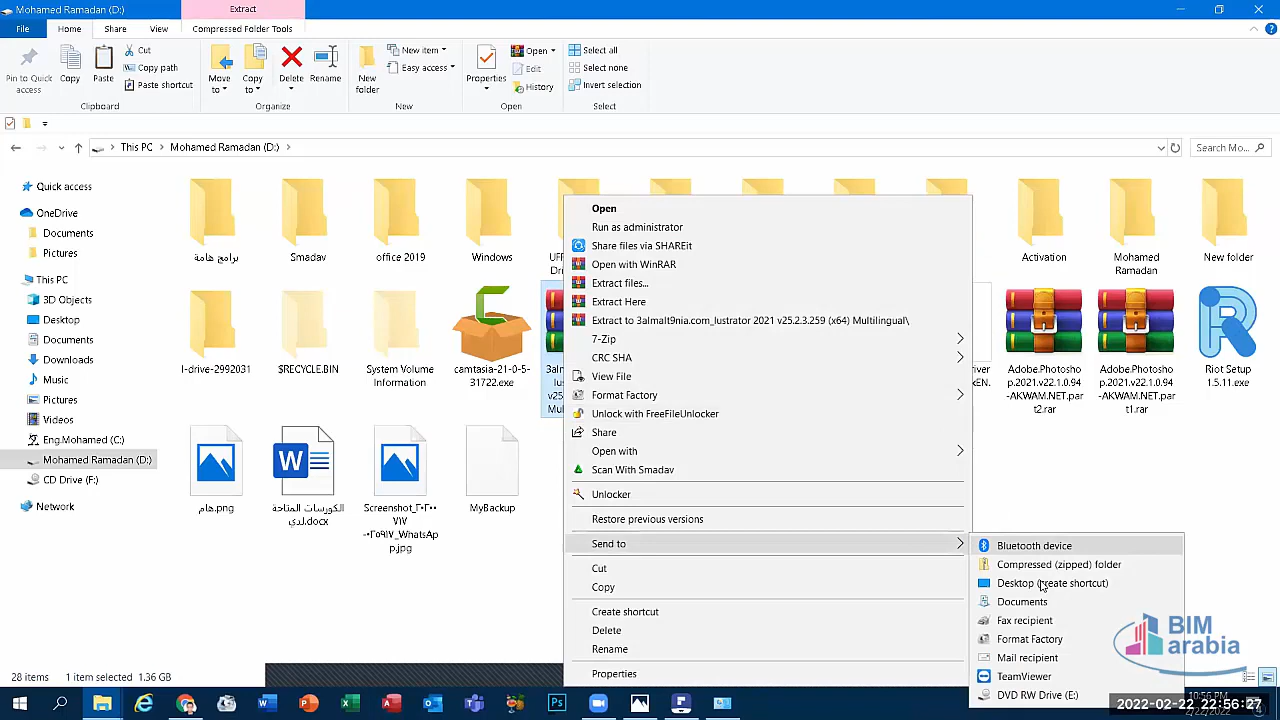 Mohamed Ramadan (D:)
Extract
File
Home
Share
View
Compressed Folder Tools
Pin to Quick access
Copy
Paste
Cut
Copy path
Paste shortcut
Clipboard
Move to
Copy to
Delete
Rename
Organize
New folder
New item
Easy access
New
Properties
Open
Edit
History
Open
Select all
Select none
Invert selection
Select
This PC
Mohamed Ramadan (D:)
Search Mo...
Quick access
OneDrive
Documents
Pictures
This PC
3D Objects
Desktop
Documents
Downloads
Music
Pictures
Videos
Eng.Mohamed (C:)
Mohamed Ramadan (D:)
CD Drive (F:)
Network
برامج هامة
Smadav
office 2019
Windows
Activation
Mohamed Ramadan
New folder
l-drive-2992031
$RECYCLE.BIN
System Volume Information
camtasia-21-0-5-31722.exe
Adobe.Photoshop.2021.v22.1.0.94-AKWAM.NET.part2.rar
Adobe.Photoshop.2021.v22.1.0.94-AKWAM.NET.part1.rar
Riot Setup 1.5.11.exe
هام.png
الكورسات المتاحة لدي.docx
MyBackup
Open
Run as administrator
Share files via SHAREit
Open with WinRAR
Extract files...
Extract Here
Extract to 3almalt9nia.com_lustrator 2021 v25.2.3.259 (x64) Multilingual\
7-Zip
CRC SHA
View File
Format Factory
Unlock with FreeFileUnlocker
Share
Open with
Scan With Smadav
Unlocker
Restore previous versions
Send to
Cut
Copy
Create shortcut
Delete
Rename
Properties
Bluetooth device
Compressed (zipped) folder
Desktop (create shortcut)
Documents
Fax recipient
Format Factory
Mail recipient
TeamViewer
DVD RW Drive (E:)
BIM
arabia
28 items
1 item selected
1.36 GB
10:56 PM
2022-02-22 22:56:27